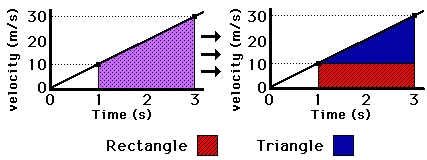 velocity (m/s)
30
20
10
0
0 1 2 3
Time (s)
velocity (m/s)
30
20
10
0
0 1 2 3
Time (s)
Rectangle
Triangle